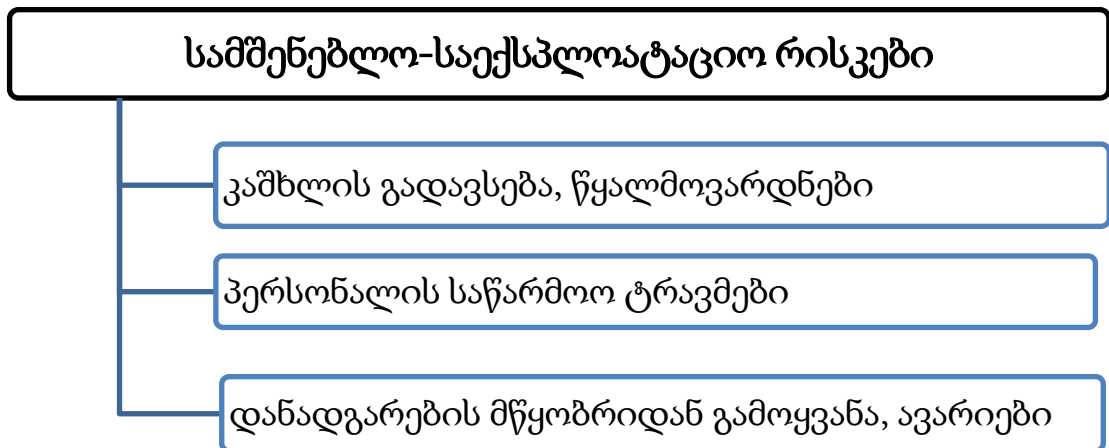 სამშენებლო-საექსპლოატაციო რისკები
კაშხლის გადავსება, წყალმოვარდნები
პერსონალის საწარმოო ტრავმები
დანადგარების მწყობრიდან გამოყვანა, ავარიები